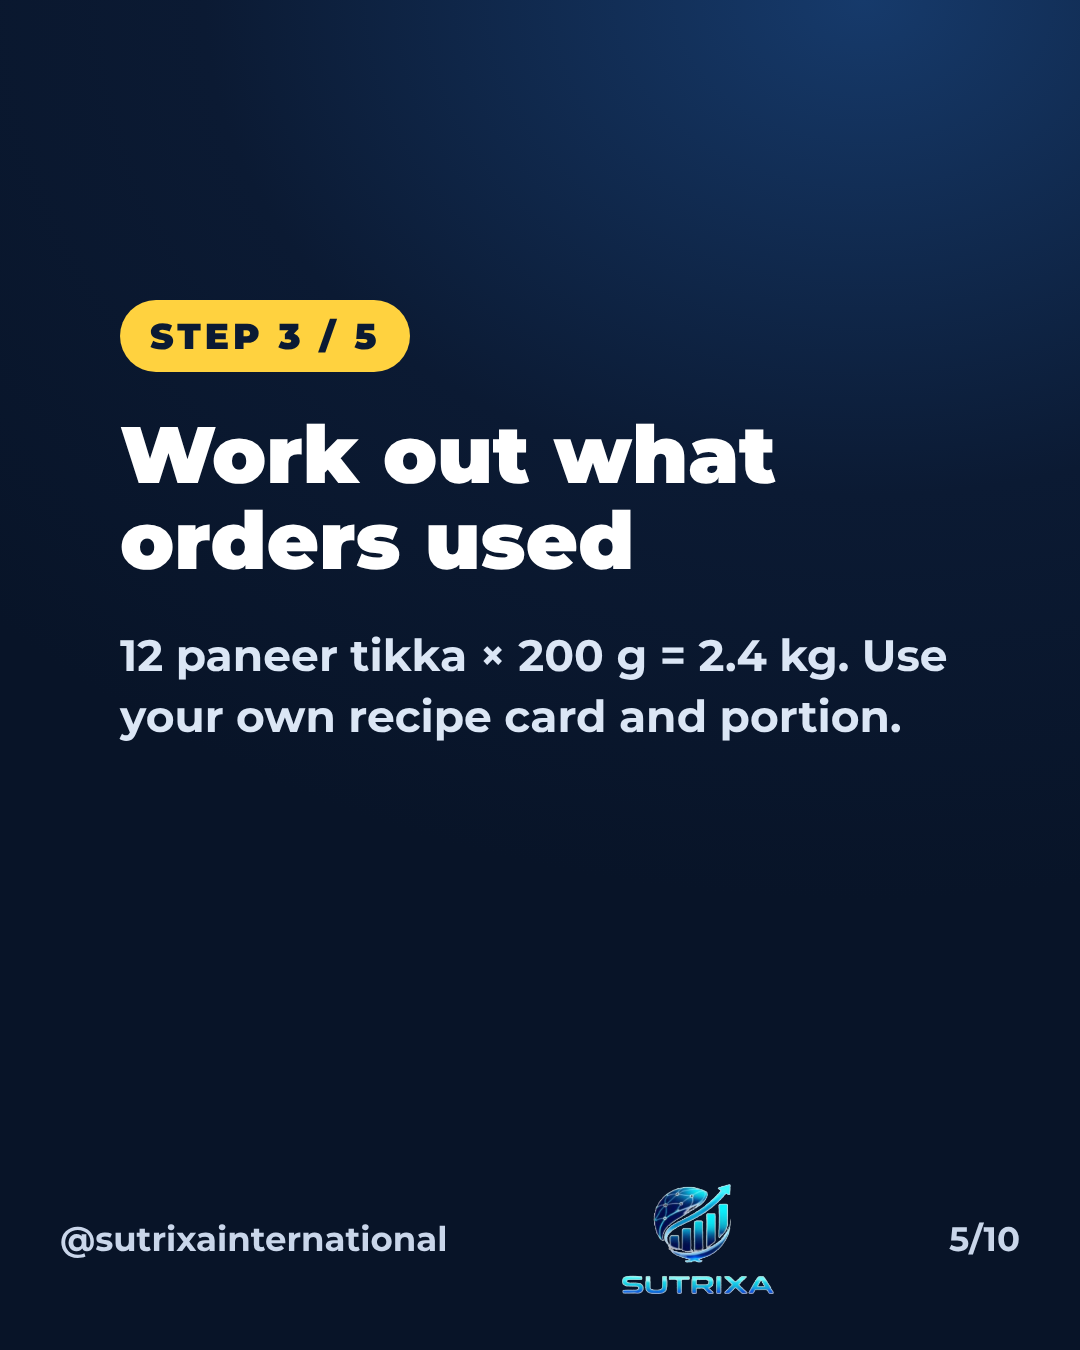 STEP 3 / 5
Work out what
orders used
12 paneer tikka × 200 g = 2.4 kg. Use
your own recipe card and portion.
@sutrixainternational
SUTRIXA
5/10